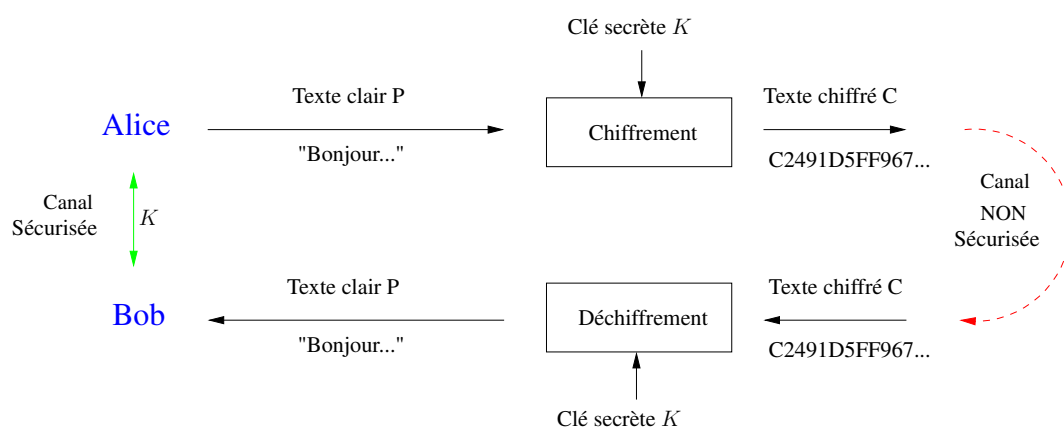 Clé secrète K
Texte clair P
Texte chiffré C
Alice
Chiffrement
"Bonjour..."
C2491D5FF967...
Canal
Sécurisée
K
Canal
NON
Sécurisée
Texte clair P
Texte chiffré C
Bob
Déchiffrement
"Bonjour..."
C2491D5FF967...
Clé secrète K